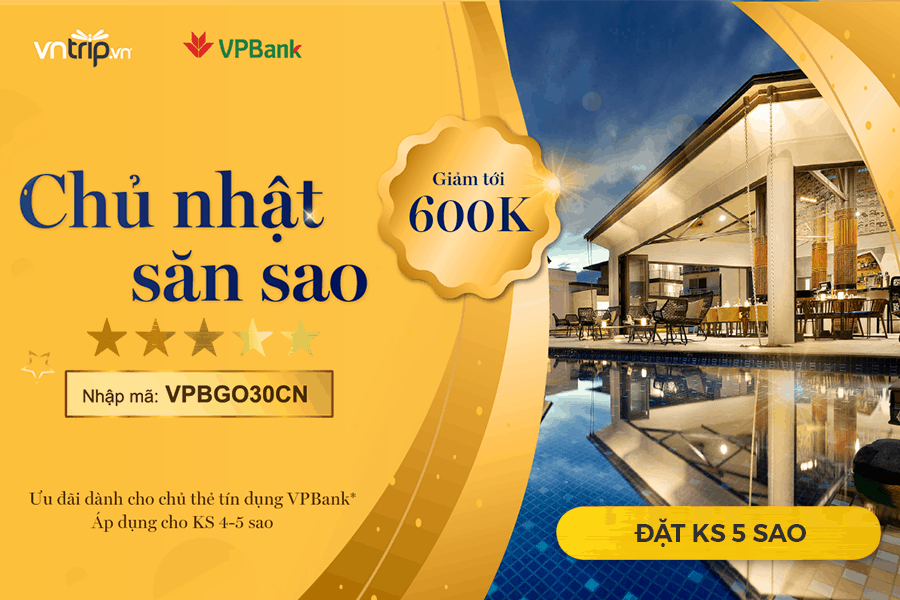 vntrip.vn
VPBank
Chủ nhật
săn sao
Giảm tới
600K
Nhập mã: VPBGO30CN
Ưu đãi dành cho chủ thẻ tín dụng VPBank*
Áp dụng cho KS 4-5 sao
ĐẶT KS 5 SAO